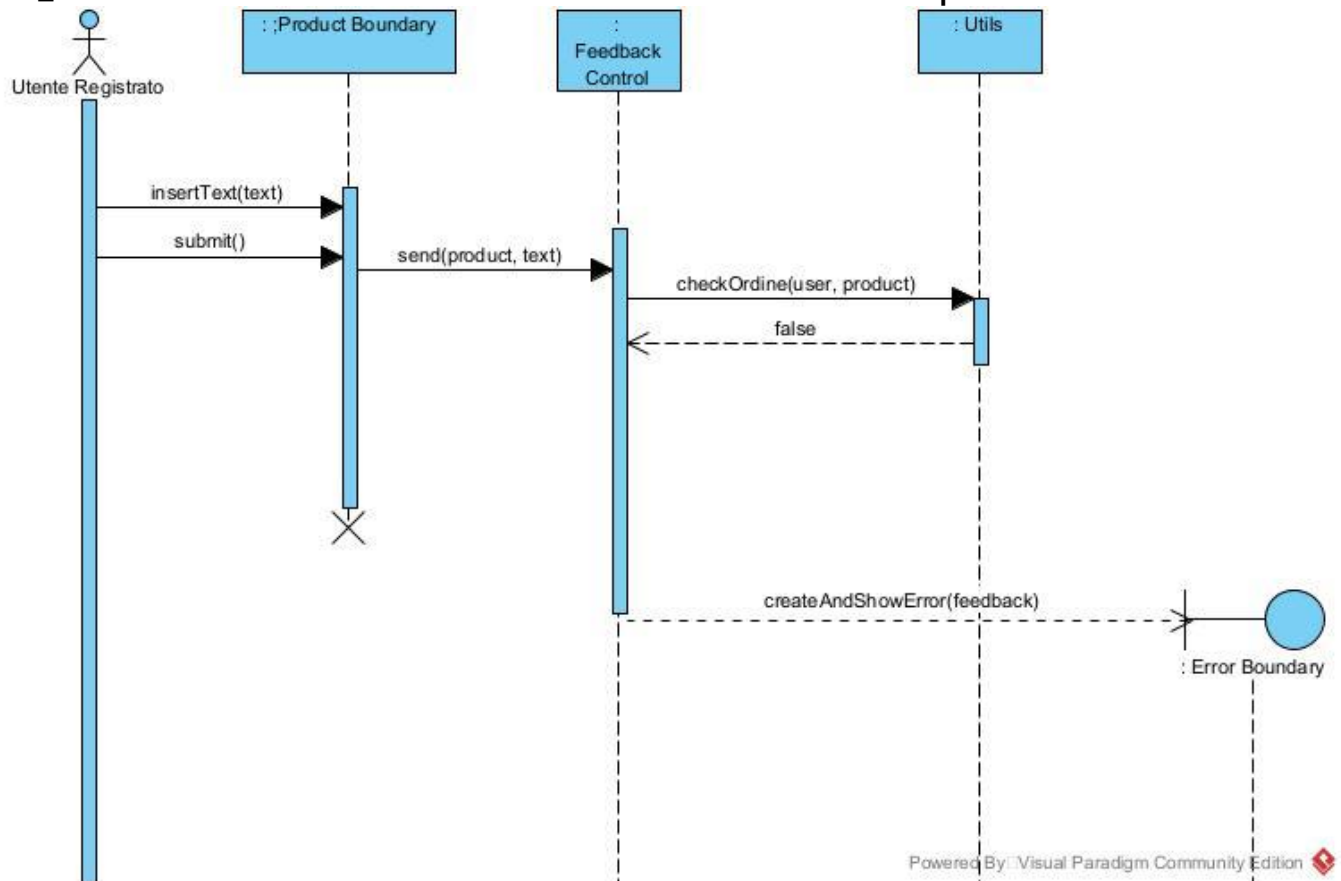 : ;Product Boundary
:
Feedback
Control
: Utils
Utente Registrato
insertText(text)
submit()
send(product, text)
checkOrdine(user, product)
false
createAndShowError(feedback)
: Error Boundary
Powered By Visual Paradigm Community Edition